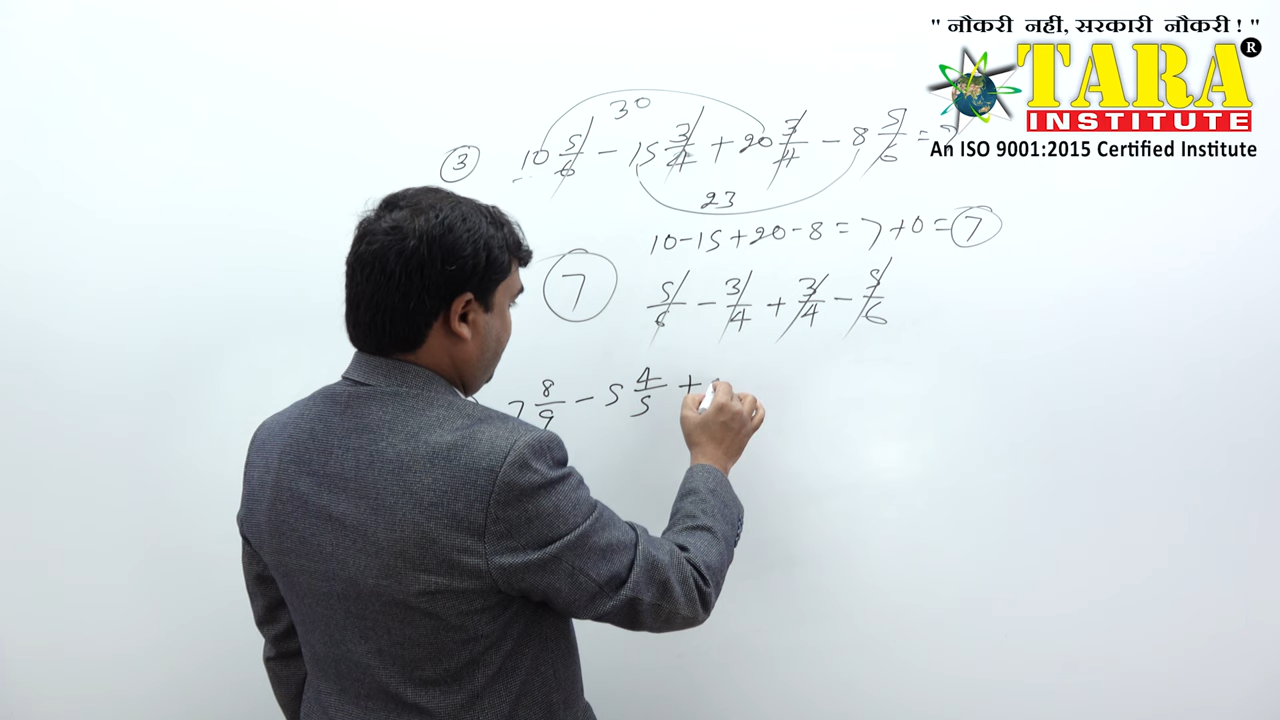 " नौकरी नहीं, सरकारी नौकरी ! "
TARA ®
INSTITUTE
An ISO 9001:2015 Certified Institute
30
③ 10 5/6 - 15 3/4 + 20 3/4 - 8 5/6 = ?
23
10-15+20-8 = 7+0 = 7
7
5/6 - 3/4 + 3/4 - 5/6
7 8/9 - 5 4/5 +